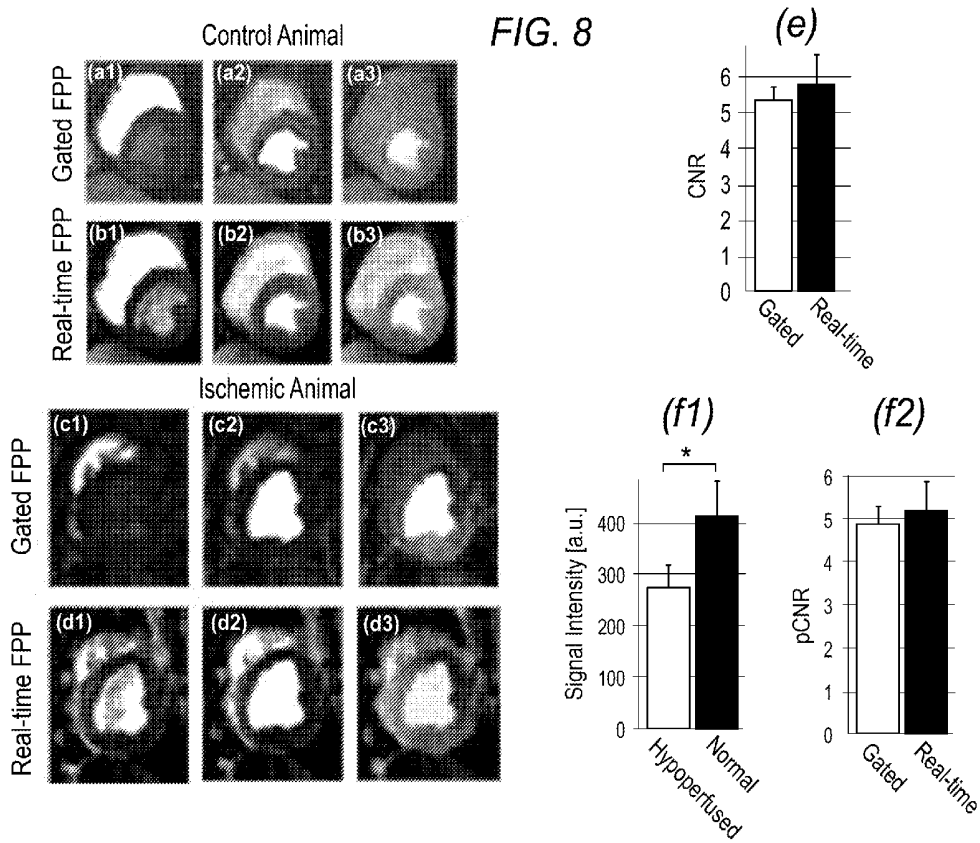 FIG. 8
Control Animal
Gated FPP
(a1)
(a2)
(a3)
Real-time FPP
(b1)
(b2)
(b3)
Ischemic Animal
Gated FPP
(c1)
(c2)
(c3)
Real-time FPP
(d1)
(d2)
(d3)
(e)
CNR
6
5
4
3
2
1
0
Gated
Real-time
(f1)
*
Signal Intensity [a.u.]
400
300
200
100
0
Hypoperfused
Normal
(f2)
pCNR
6
5
4
3
2
1
0
Gated
Real-time